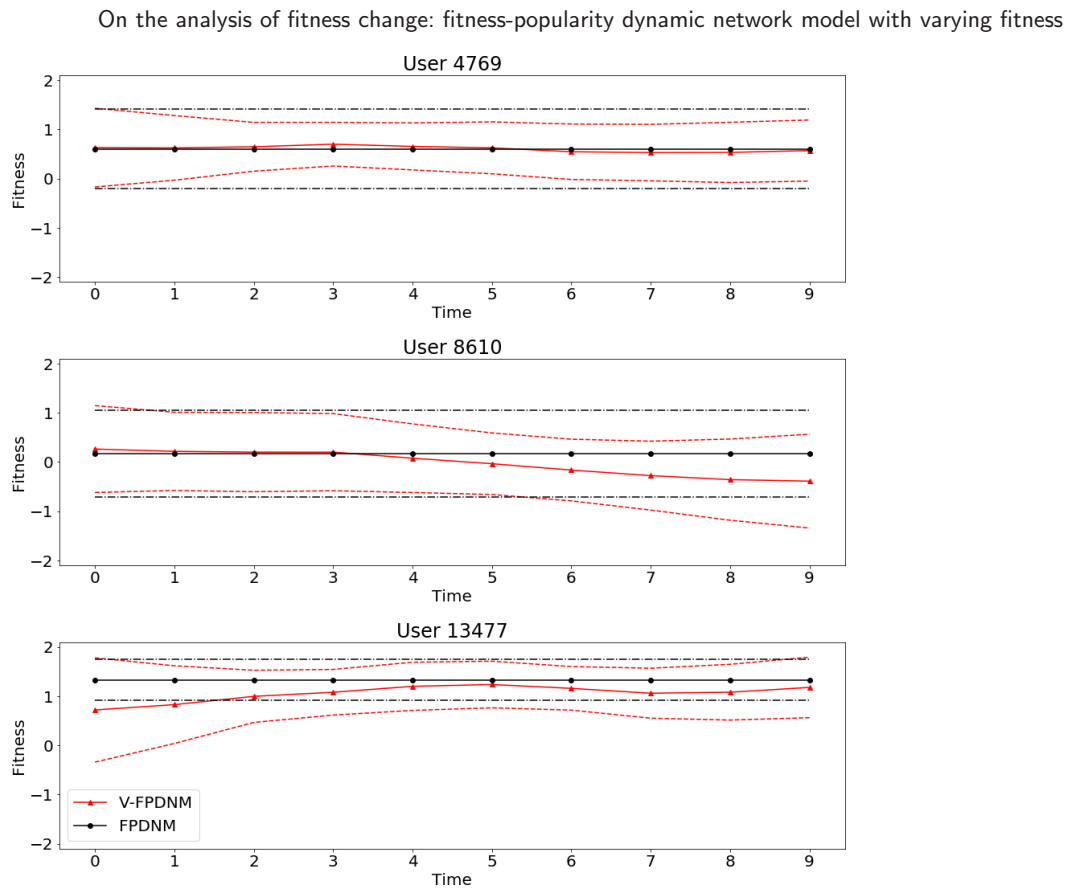 On the analysis of fitness change: fitness-popularity dynamic network model with varying fitness
User 4769
2
1
0
−1
−2
Fitness
0 1 2 3 4 5 6 7 8 9
Time
User 8610
2
1
0
−1
−2
Fitness
0 1 2 3 4 5 6 7 8 9
Time
User 13477
2
1
0
−1
−2
Fitness
V-FPDNM
FPDNM
0 1 2 3 4 5 6 7 8 9
Time